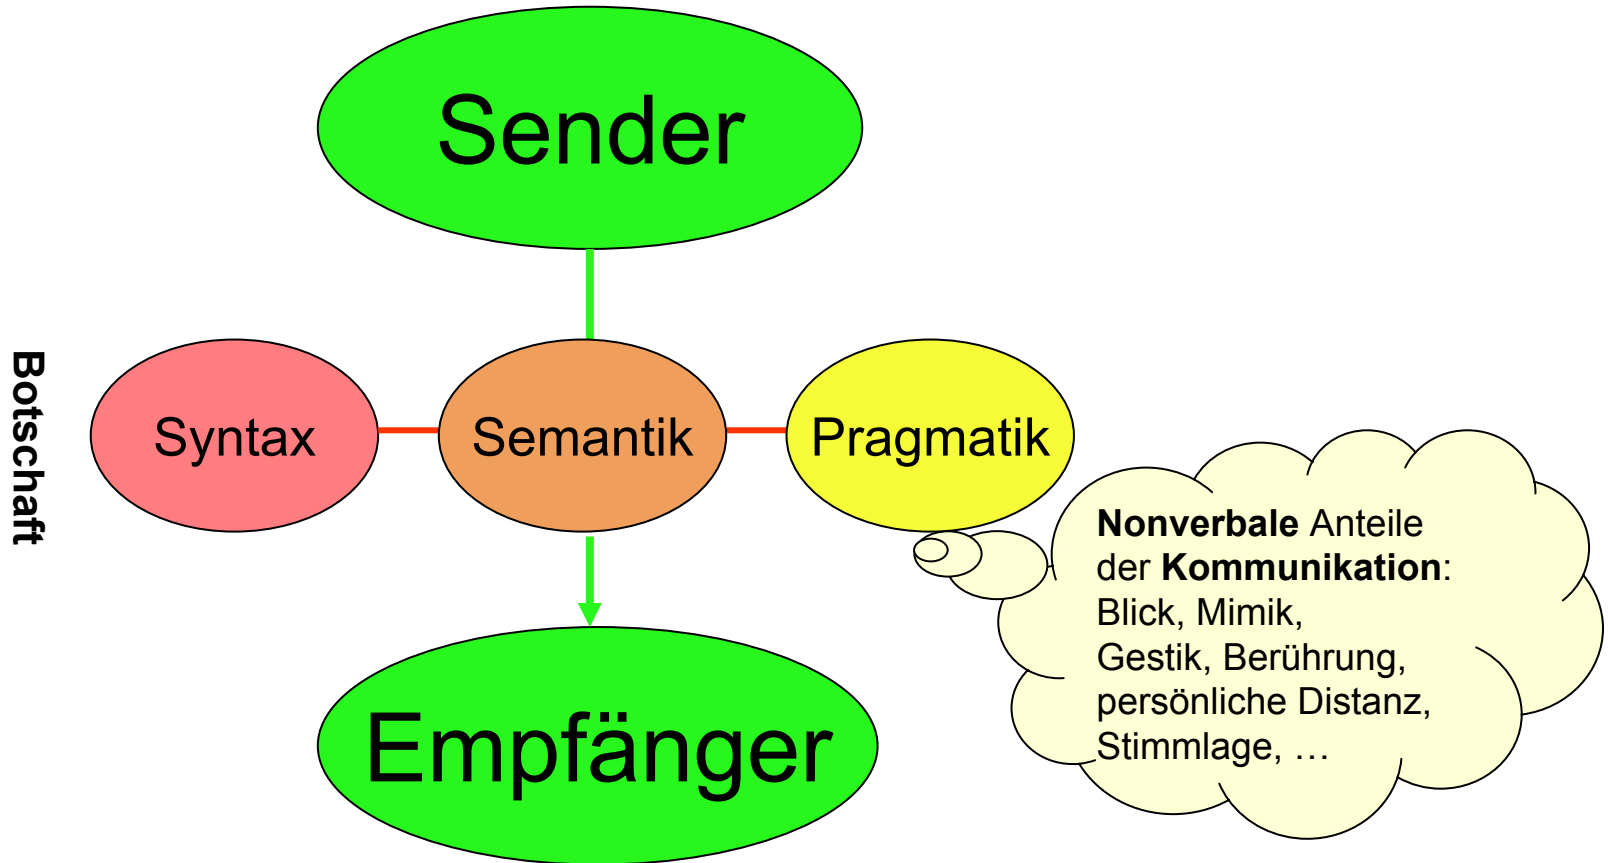 Sender
Botschaft
Syntax
Semantik
Pragmatik
Nonverbale Anteile
der Kommunikation:
Blick, Mimik,
Gestik, Berührung,
persönliche Distanz,
Stimmlage, …
Empfänger